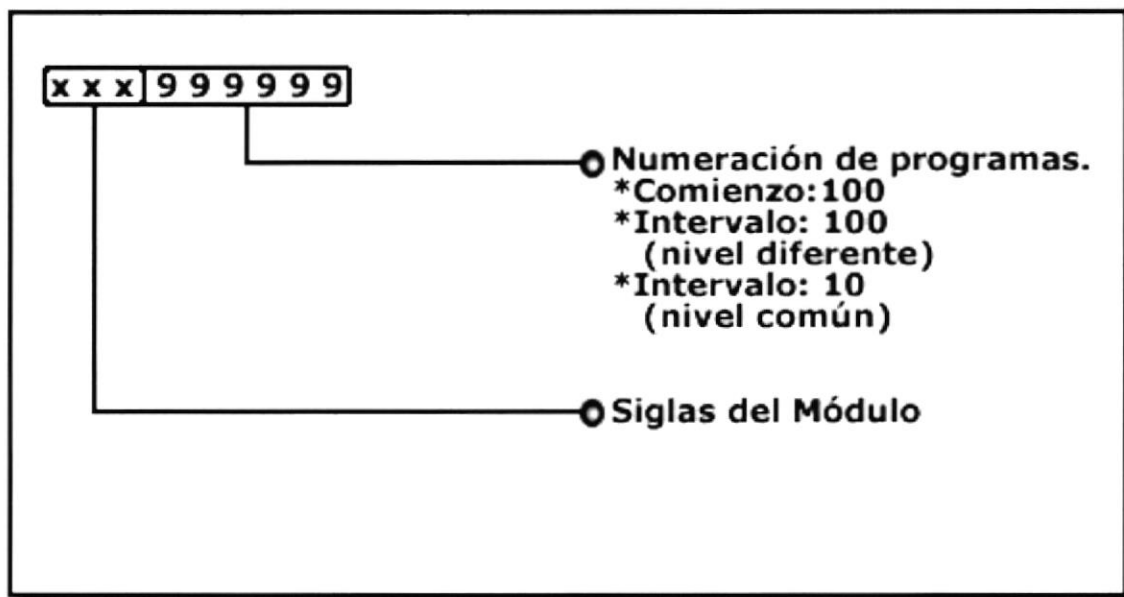 x x x 9 9 9 9 9 9
Numeración de programas.
*Comienzo:100
*Intervalo: 100
(nivel diferente)
*Intervalo: 10
(nivel común)
Siglas del Módulo